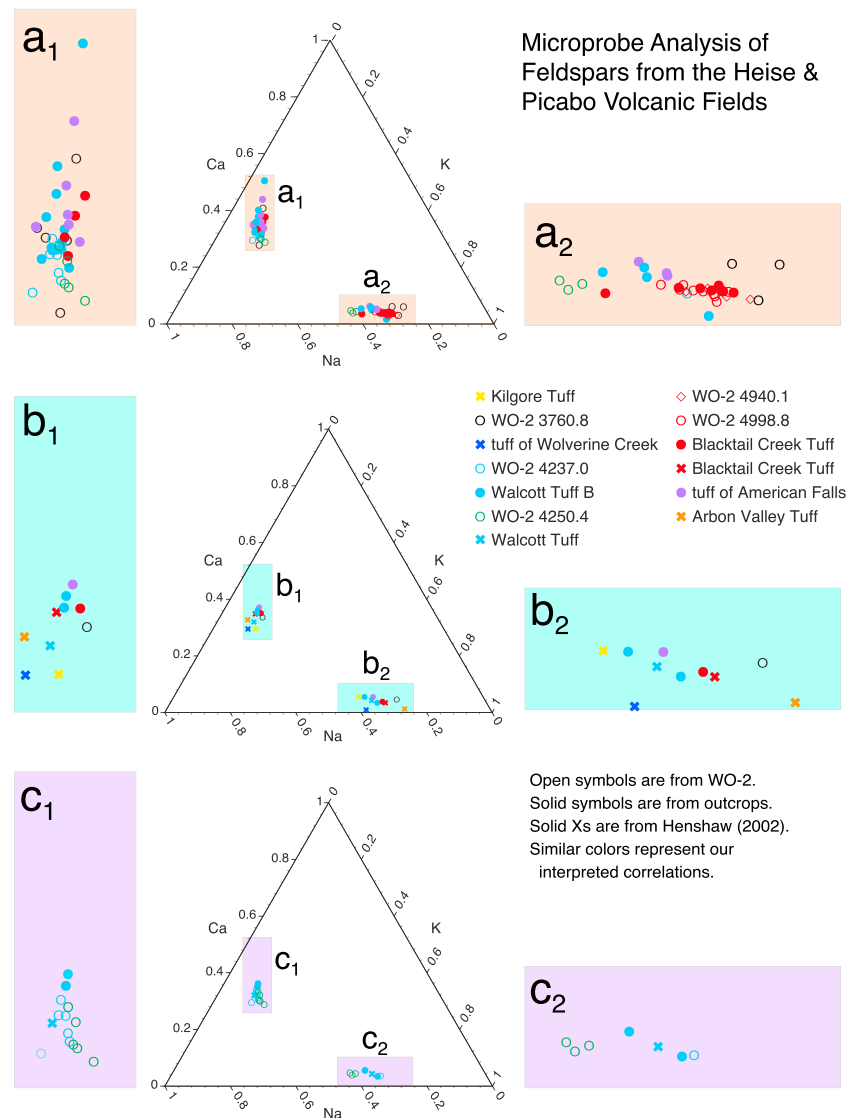 a1
Microprobe Analysis of
Feldspars from the Heise &
Picabo Volcanic Fields
1
0
0.8
0.2
0.6
0.4
Ca
K
a1
0.4
0.6
a2
0.2
0.8
a2
0
1
0.8
0.6
0.4
0.2
0
1
Na
b1
Kilgore Tuff
WO-2 3760.8
tuff of Wolverine Creek
WO-2 4237.0
Walcott Tuff B
WO-2 4250.4
Walcott Tuff
WO-2 4940.1
WO-2 4998.8
Blacktail Creek Tuff
Blacktail Creek Tuff
tuff of American Falls
Arbon Valley Tuff
1
0
0.8
0.2
0.6
0.4
Ca
K
b1
0.4
0.6
b2
0.2
0.8
b2
0
1
0.8
0.6
0.4
0.2
0
1
Na
c1
Open symbols are from WO-2.
Solid symbols are from outcrops.
Solid Xs are from Henshaw (2002).
Similar colors represent our
interpreted correlations.
1
0
0.8
0.2
0.6
0.4
Ca
K
c1
0.4
0.6
c2
0.2
0.8
c2
0
1
0.8
0.6
0.4
0.2
0
1
Na